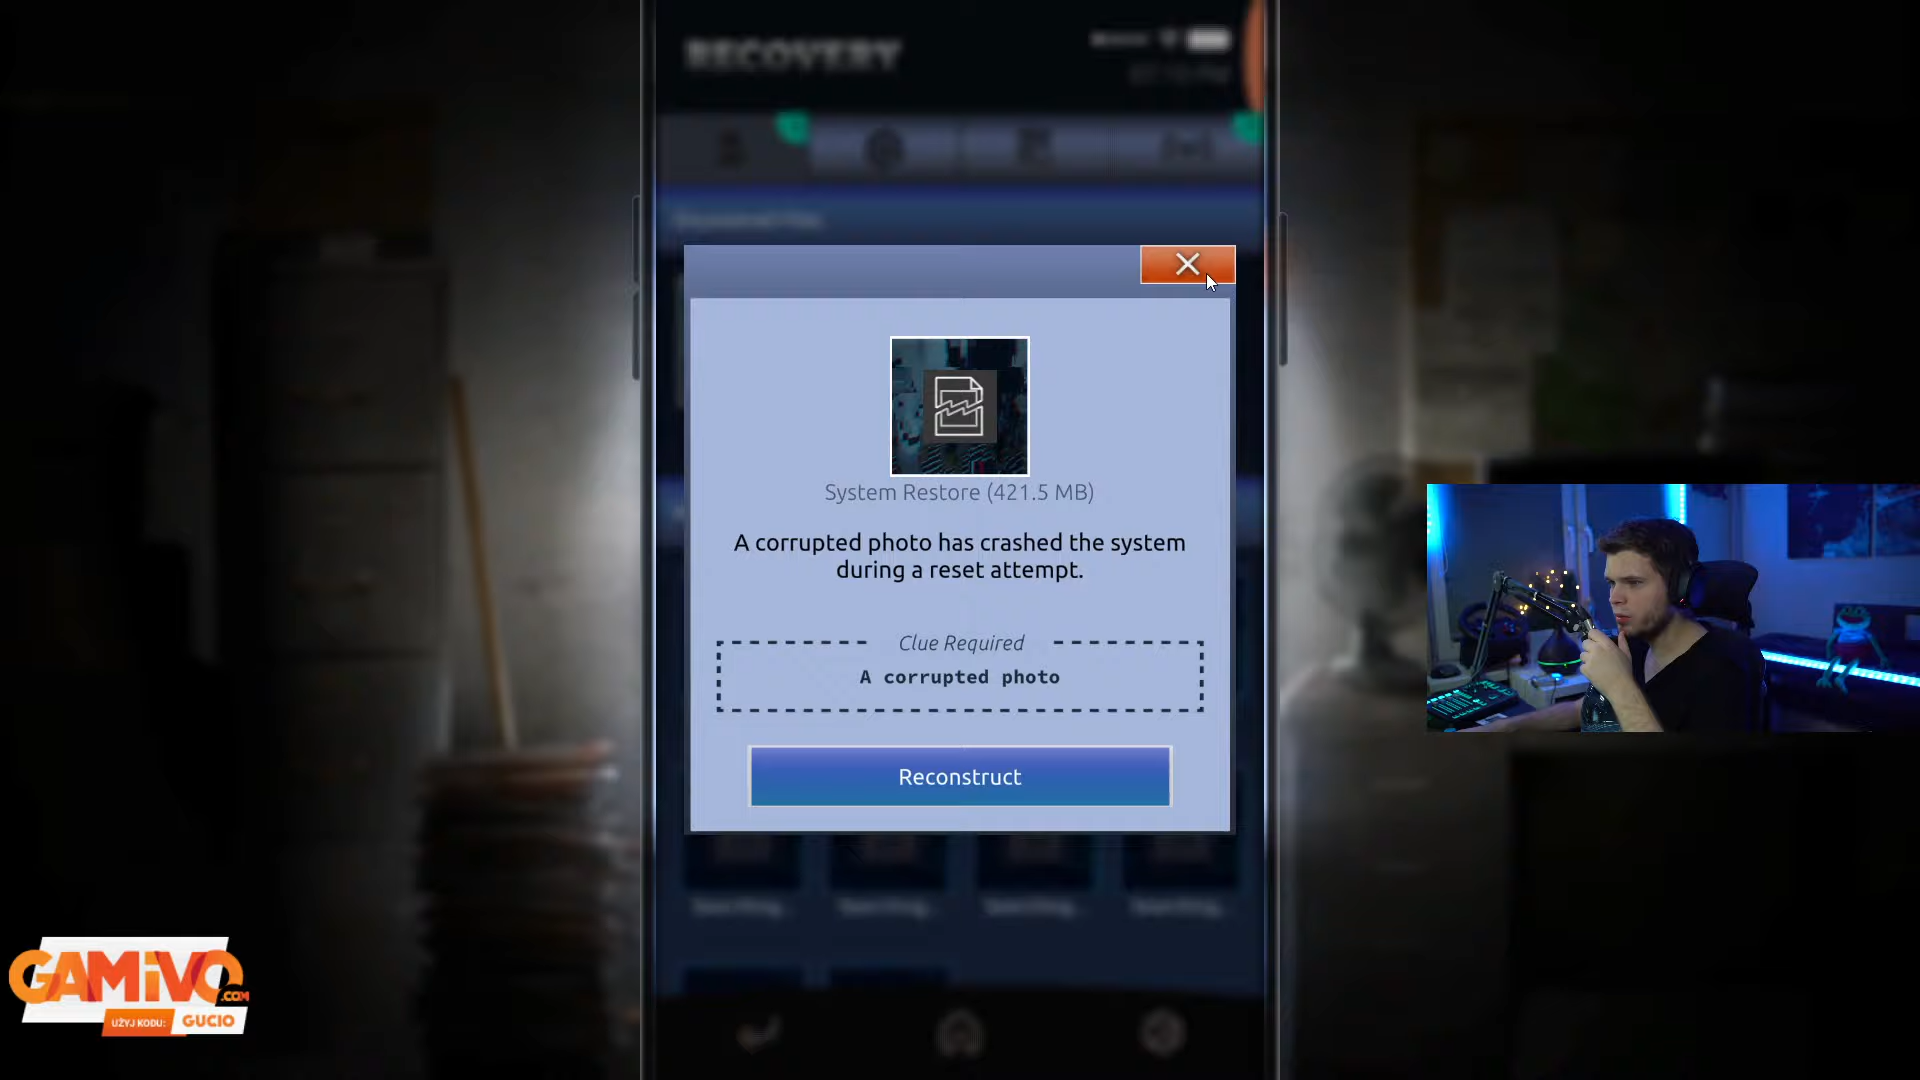 RECOVERY
System Restore (421.5 MB)
A corrupted photo has crashed the system
during a reset attempt.
Clue Required
A corrupted photo
Reconstruct
GAMiVO
.COM
UŻYJ KODU: GUCIO